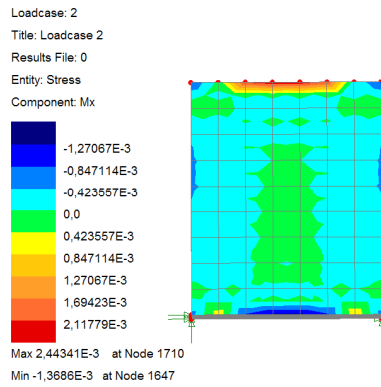 Loadcase: 2
Title: Loadcase 2
Results File: 0
Entity: Stress
Component: Mx
-1,27067E-3
-0,847114E-3
-0,423557E-3
0,0
0,423557E-3
0,847114E-3
1,27067E-3
1,69423E-3
2,11779E-3
Max 2,44341E-3 at Node 1710
Min -1,3686E-3 at Node 1647